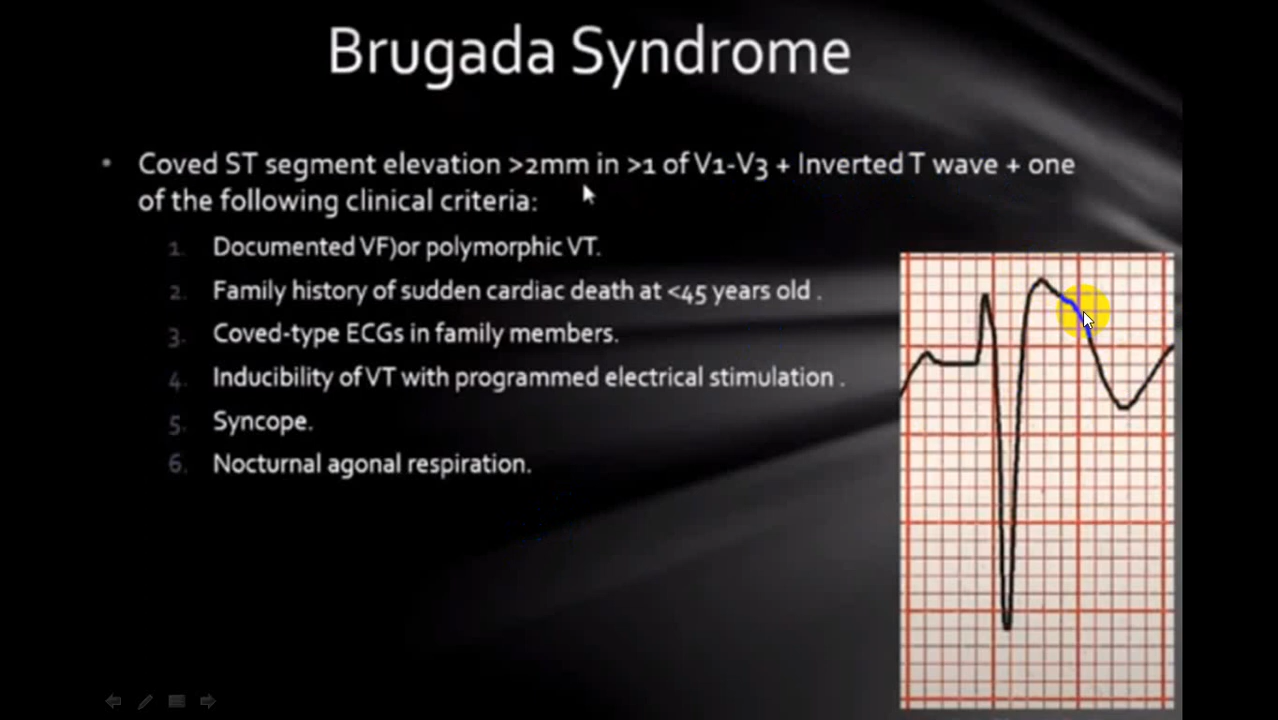 Brugada Syndrome
• Coved ST segment elevation >2mm in >1 of V1-V3 + Inverted T wave + one
of the following clinical criteria:
1. Documented VF)or polymorphic VT.
2. Family history of sudden cardiac death at <45 years old .
3. Coved-type ECGs in family members.
4. Inducibility of VT with programmed electrical stimulation .
5. Syncope.
6. Nocturnal agonal respiration.